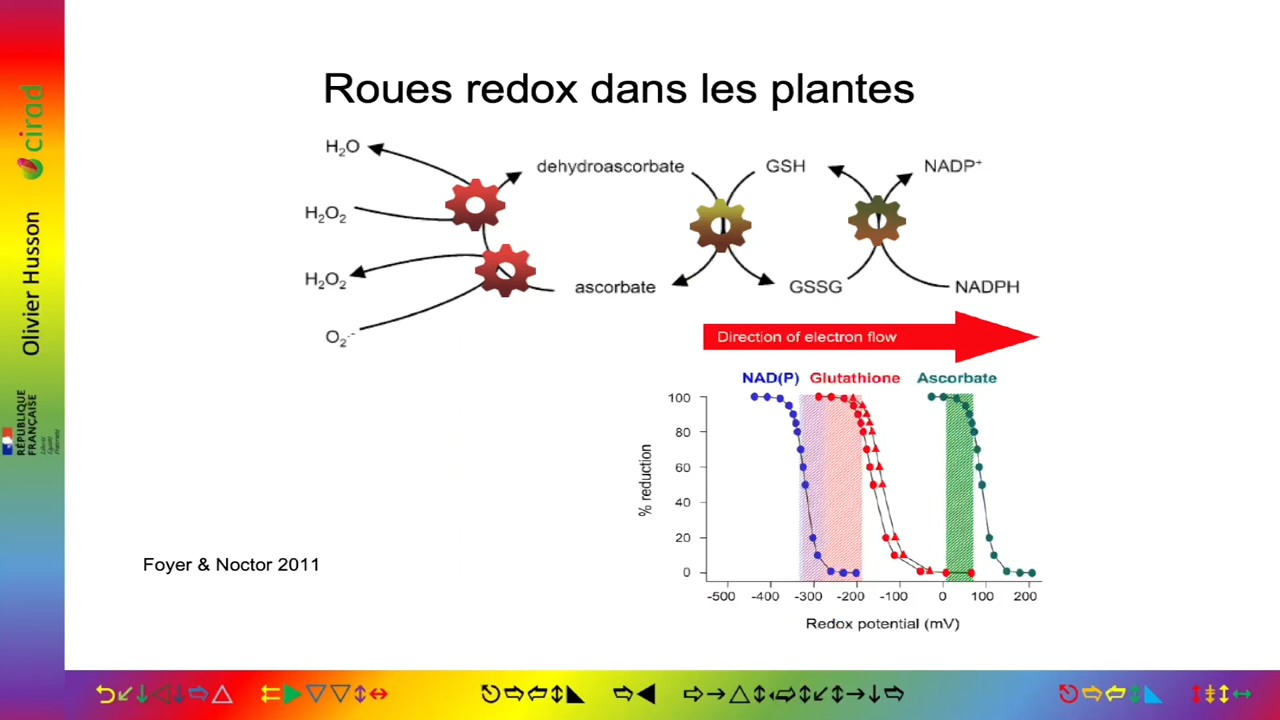 Roues redox dans les plantes
H₂O
dehydroascorbate
GSH
NADP⁺
H₂O₂
H₂O₂
ascorbate
GSSG
NADPH
O₂·⁻
Direction of electron flow
NAD(P)
Glutathione
Ascorbate
% reduction
100
80
60
40
20
0
-500 -400 -300 -200 -100 0 100 200
Redox potential (mV)
Foyer & Noctor 2011
cirad
Olivier Husson
RÉPUBLIQUE
FRANÇAISE